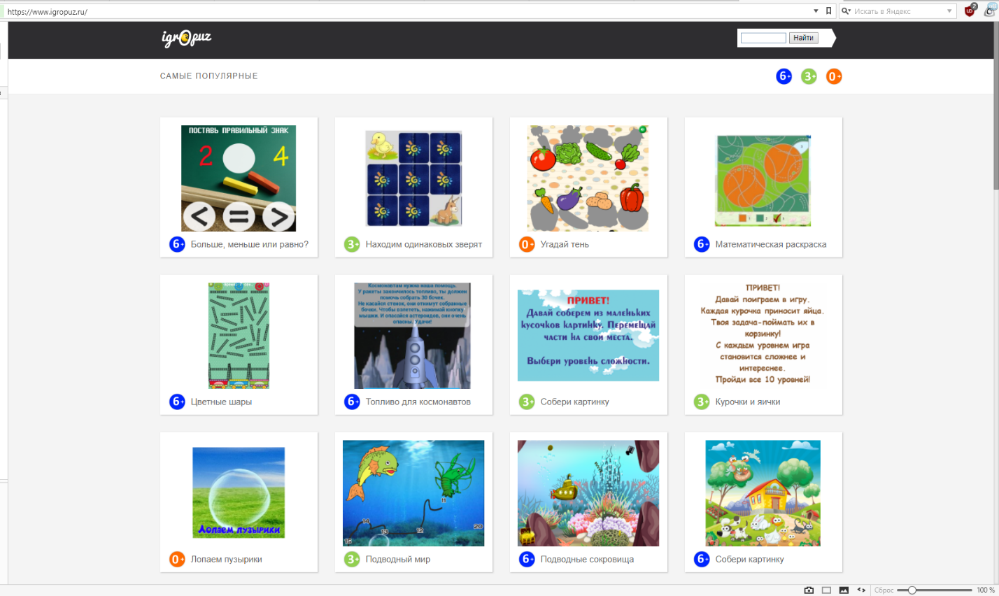 https://www.igropuz.ru/
Искать в Яндекс
2
off
igropuz
Найти
САМЫЕ ПОПУЛЯРНЫЕ
6+ 3+ 0+
ПОСТАВЬ ПРАВИЛЬНЫЙ ЗНАК
2 4
< = >
6+ Больше, меньше или равно?
3+ Находим одинаковых зверят
0+ Угадай тень
6+ Математическая раскраска
6+ Цветные шары
Космонавтам нужна наша помощь.
У ракеты закончилось топливо, ты должен
помочь собрать 30 бочек.
Не касайся стенок, они отнимут собранные
бочки. Чтобы взлететь, нажимай кнопку
мышки. И опасайся астероидов, они очень
опасны. Удачи!
6+ Топливо для космонавтов
ПРИВЕТ!
Давай соберем из маленьких
кусочков картинку. Перемещай
части на свои места.
Выбери уровень сложности.
3+ Собери картинку
ПРИВЕТ!
Давай поиграем в игру.
Каждая курочка приносит яйца.
Твоя задача-поймать их в
корзинку!
С каждым уровнем игра
становится сложнее и
интереснее.
Пройди все 10 уровней!
3+ Курочки и яички
Лопаем пузырики
0+ Лопаем пузырики
11
14
13
12
20
15
3+ Подводный мир
6+ Подводные сокровища
6+ Собери картинку
Сброс
100 %